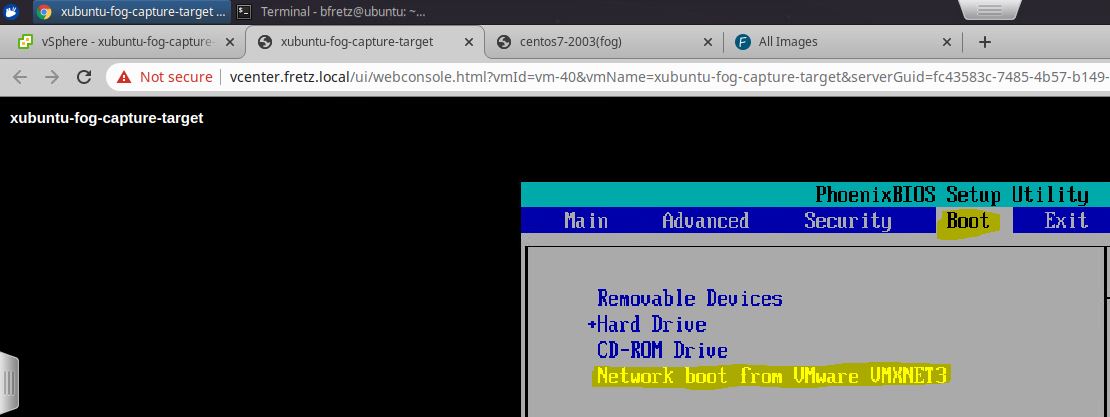 xubuntu-fog-capture-target ... Terminal - bfretz@ubuntu: ~...
vSphere - xubuntu-fog-capture- xubuntu-fog-capture-target centos7-2003(fog) All Images
Not secure | vcenter.fretz.local/ui/webconsole.html?vmId=vm-40&vmName=xubuntu-fog-capture-target&serverGuid=fc43583c-7485-4b57-b149-
xubuntu-fog-capture-target
PhoenixBIOS Setup Utility
Main Advanced Security Boot Exit
Removable Devices
+Hard Drive
CD-ROM Drive
Network boot from VMware VMXNET3